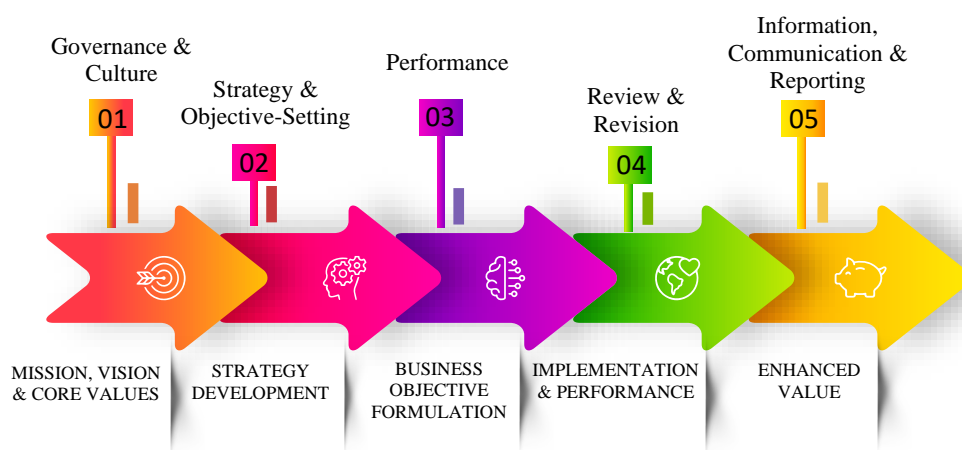 Governance &
Culture
01
Strategy &
Objective-Setting
02
Performance
03
Review &
Revision
04
Information,
Communication &
Reporting
05
MISSION, VISION
& CORE VALUES
STRATEGY
DEVELOPMENT
BUSINESS
OBJECTIVE
FORMULATION
IMPLEMENTATION
& PERFORMANCE
ENHANCED
VALUE